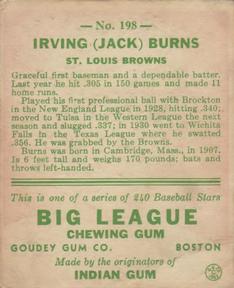 No. 198
IRVING (JACK) BURNS
ST. LOUIS BROWNS
Graceful first baseman and a dependable batter.
Last year he hit .305 in 150 games and made 11
home runs.
Played his first professional ball with Brockton
in the New England League in 1928, hitting .340;
moved to Tulsa in the Western League the next
season and slugged .337; in 1930 went to Wichita
Falls in the Texas League where he swatted
.356. He was grabbed by the Browns.
Burns was born in Cambridge, Mass., in 1907.
Is 6 feet tall and weighs 170 pounds; bats and
throws left-handed.
This is one of a series of 240 Baseball Stars
BIG LEAGUE
CHEWING GUM
GOUDEY GUM CO. BOSTON
Made by the originators of
INDIAN GUM